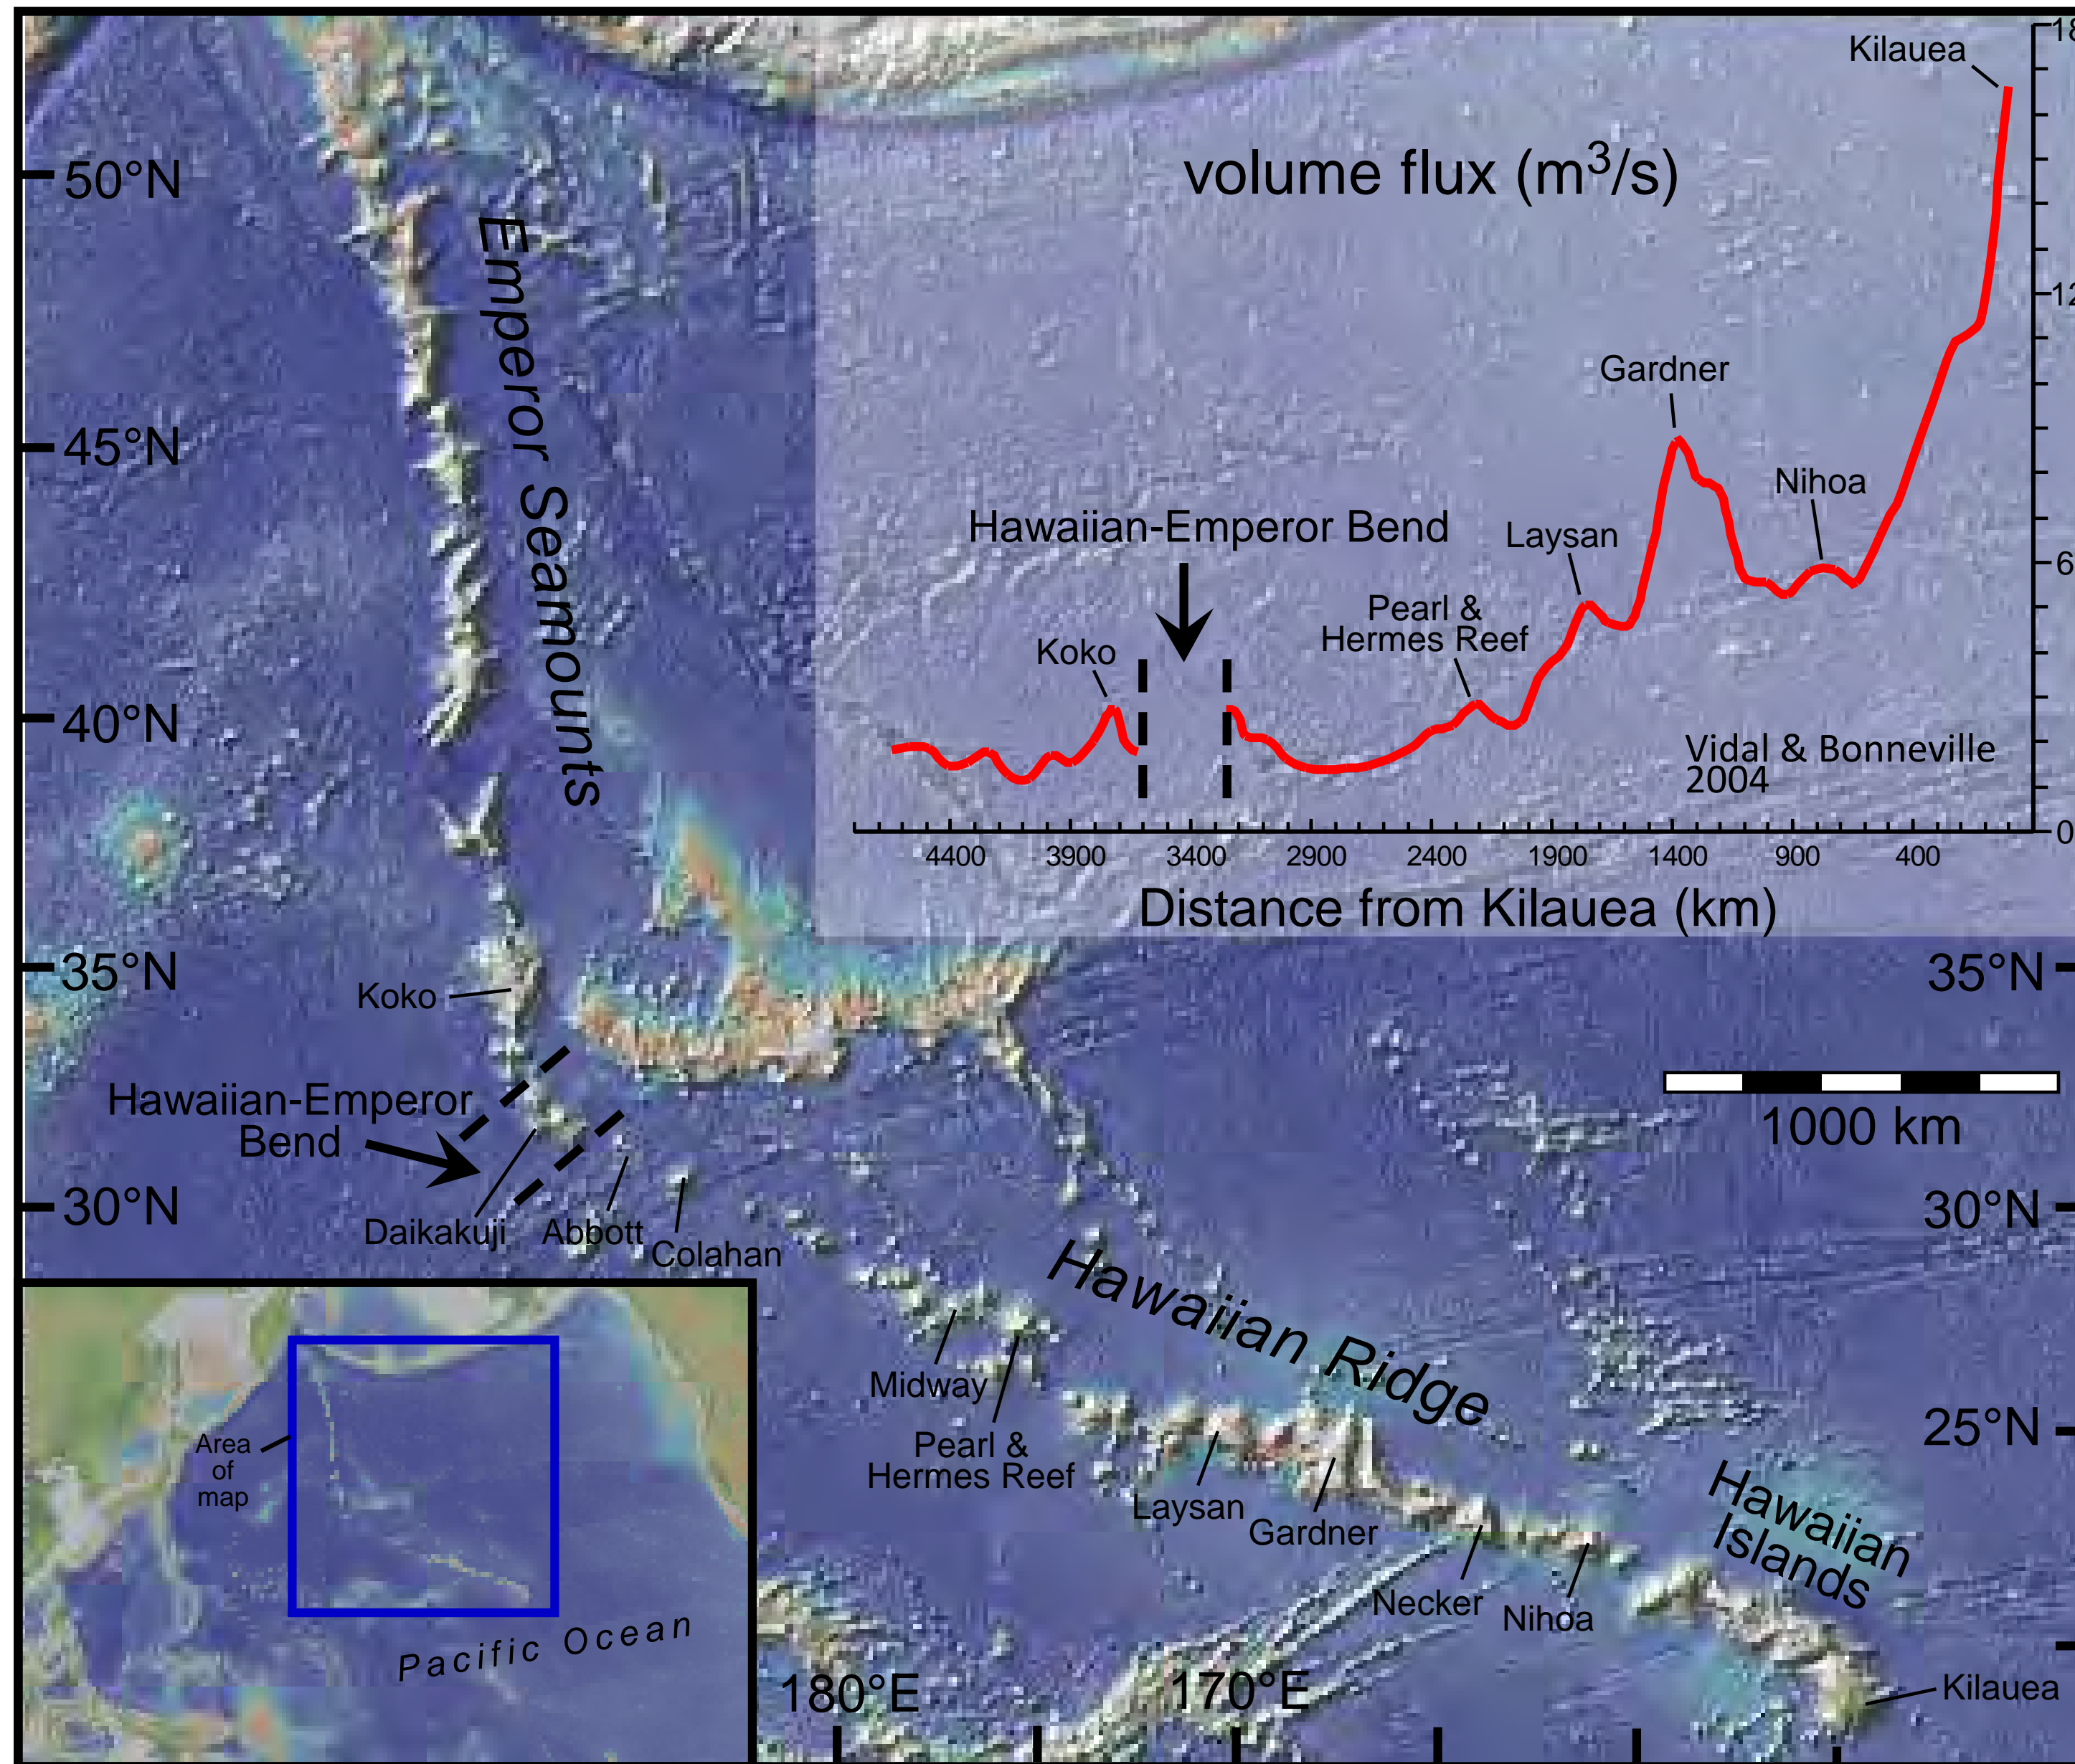 Kilauea
18
volume flux (m³/s)
12
Gardner
Nihoa
Hawaiian-Emperor Bend
Laysan
6
Pearl &
Hermes Reef
Koko
Vidal & Bonneville
2004
0
4400 3900 3400 2900 2400 1900 1400 900 400
Distance from Kilauea (km)
50°N
45°N
40°N
35°N
30°N
Emperor Seamounts
Koko
Hawaiian-Emperor
Bend
Daikakuji
Abbott
Colahan
35°N
1000 km
30°N
25°N
Hawaiian Ridge
Midway
Pearl &
Hermes Reef
Laysan
Gardner
Necker
Nihoa
Hawaiian
Islands
Kilauea
180°E
170°E
Area
of
map
Pacific Ocean